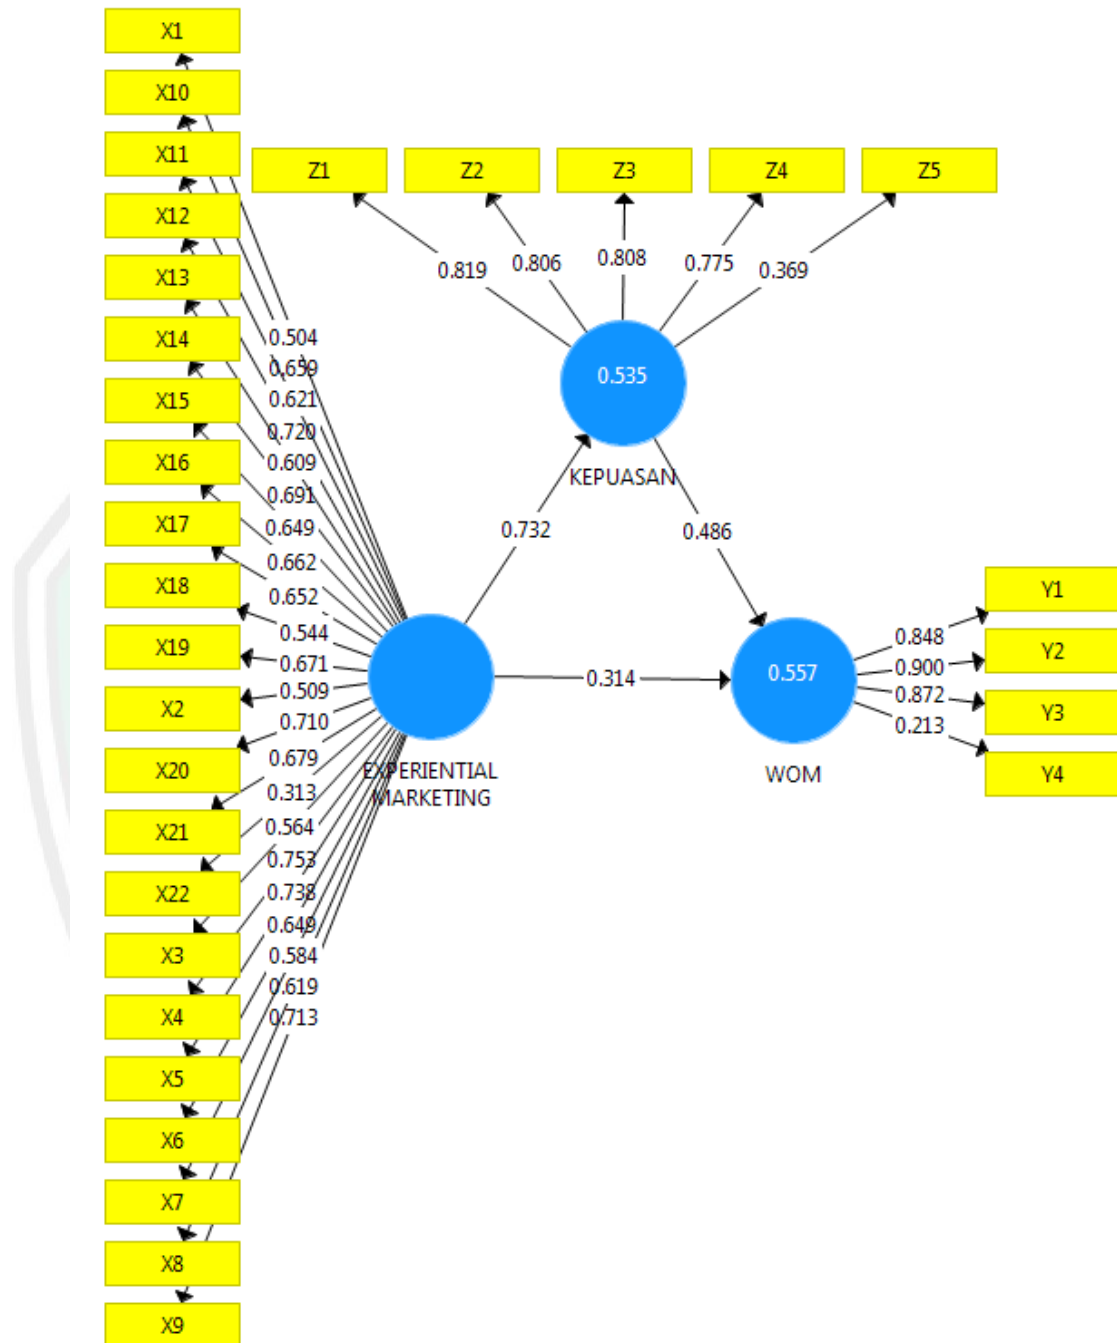 X1
X10
X11
X12
X13
X14
X15
X16
X17
X18
X19
X2
X20
X21
X22
X3
X4
X5
X6
X7
X8
X9
0.504
0.659
0.621
0.720
0.609
0.691
0.649
0.662
0.652
0.544
0.671
0.509
0.710
0.679
0.313
0.564
0.753
0.738
0.649
0.584
0.619
0.713
Z1 Z2 Z3 Z4 Z5
0.819 0.806 0.808 0.775 0.369
0.535
KEPUASAN
0.732 0.486
EXPERIENTIAL
MARKETING
0.314
0.557
WOM
0.848
0.900
0.872
0.213
Y1
Y2
Y3
Y4